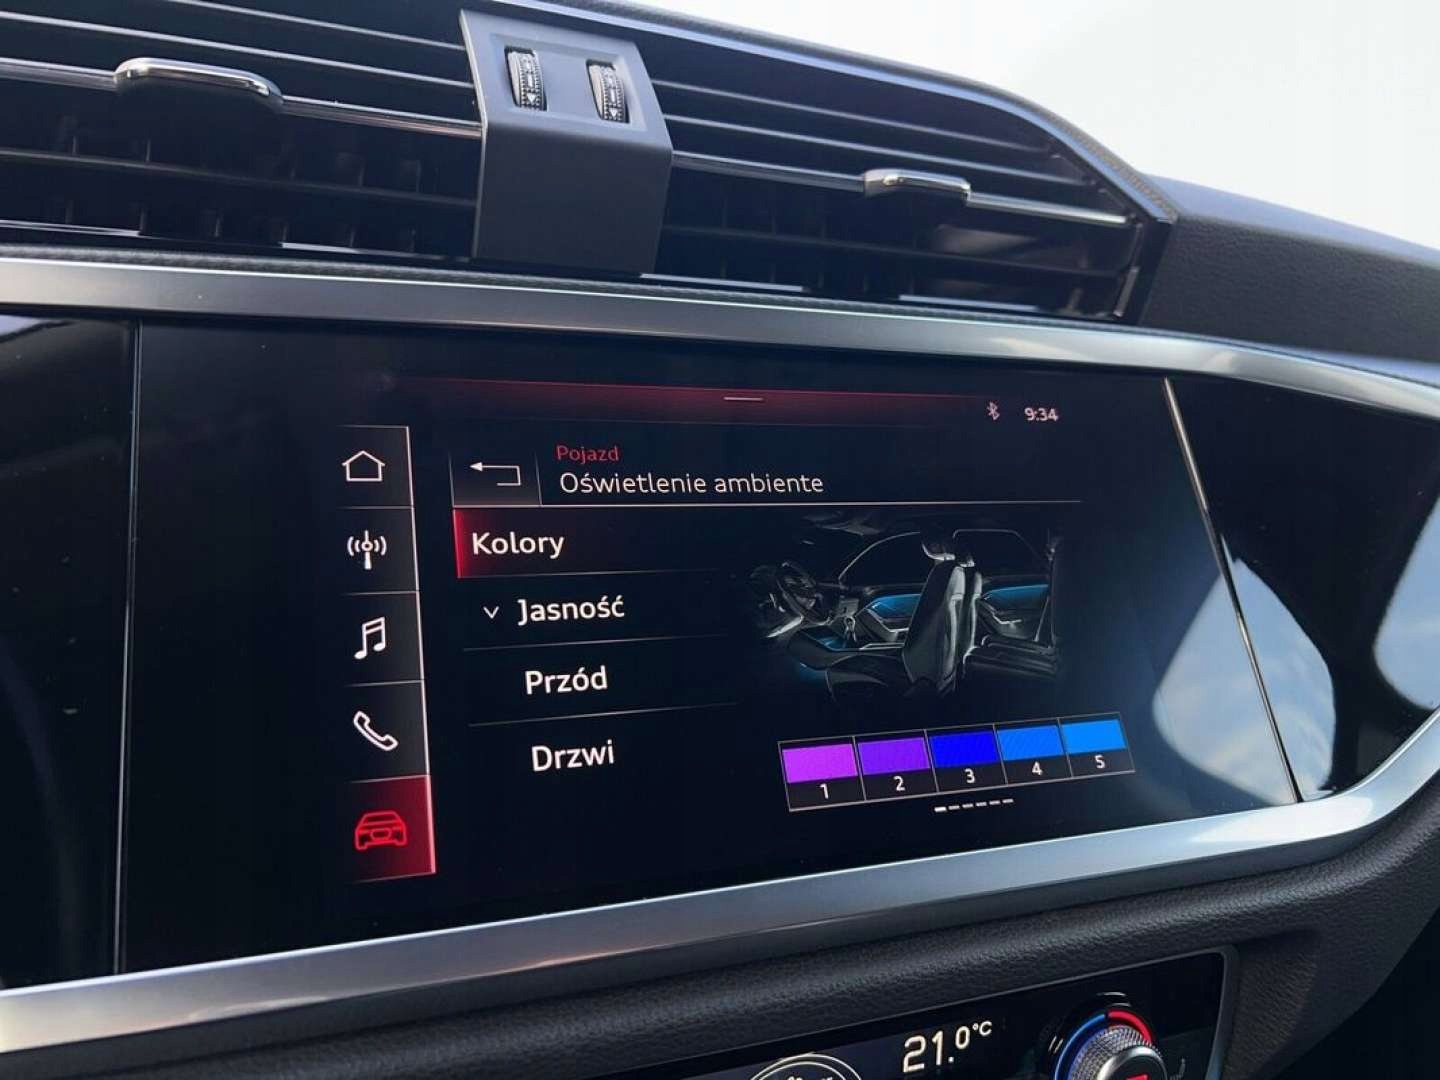 9:34
Pojazd
Oświetlenie ambiente
Kolory
Jasność
Przód
Drzwi
1 2 3 4 5
21.0°C